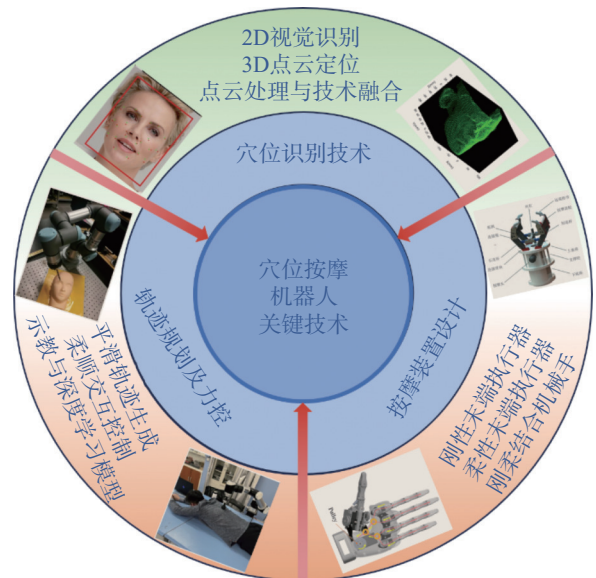 2D视觉识别
3D点云定位
点云处理与技术融合
穴位识别技术
穴位按摩
机器人
关键技术
轨迹规划及力控
平滑轨迹生成
柔顺交互控制
示教与深度学习模型
按摩装置设计
刚性末端执行器
柔性末端执行器
刚柔结合机械手
Pulley